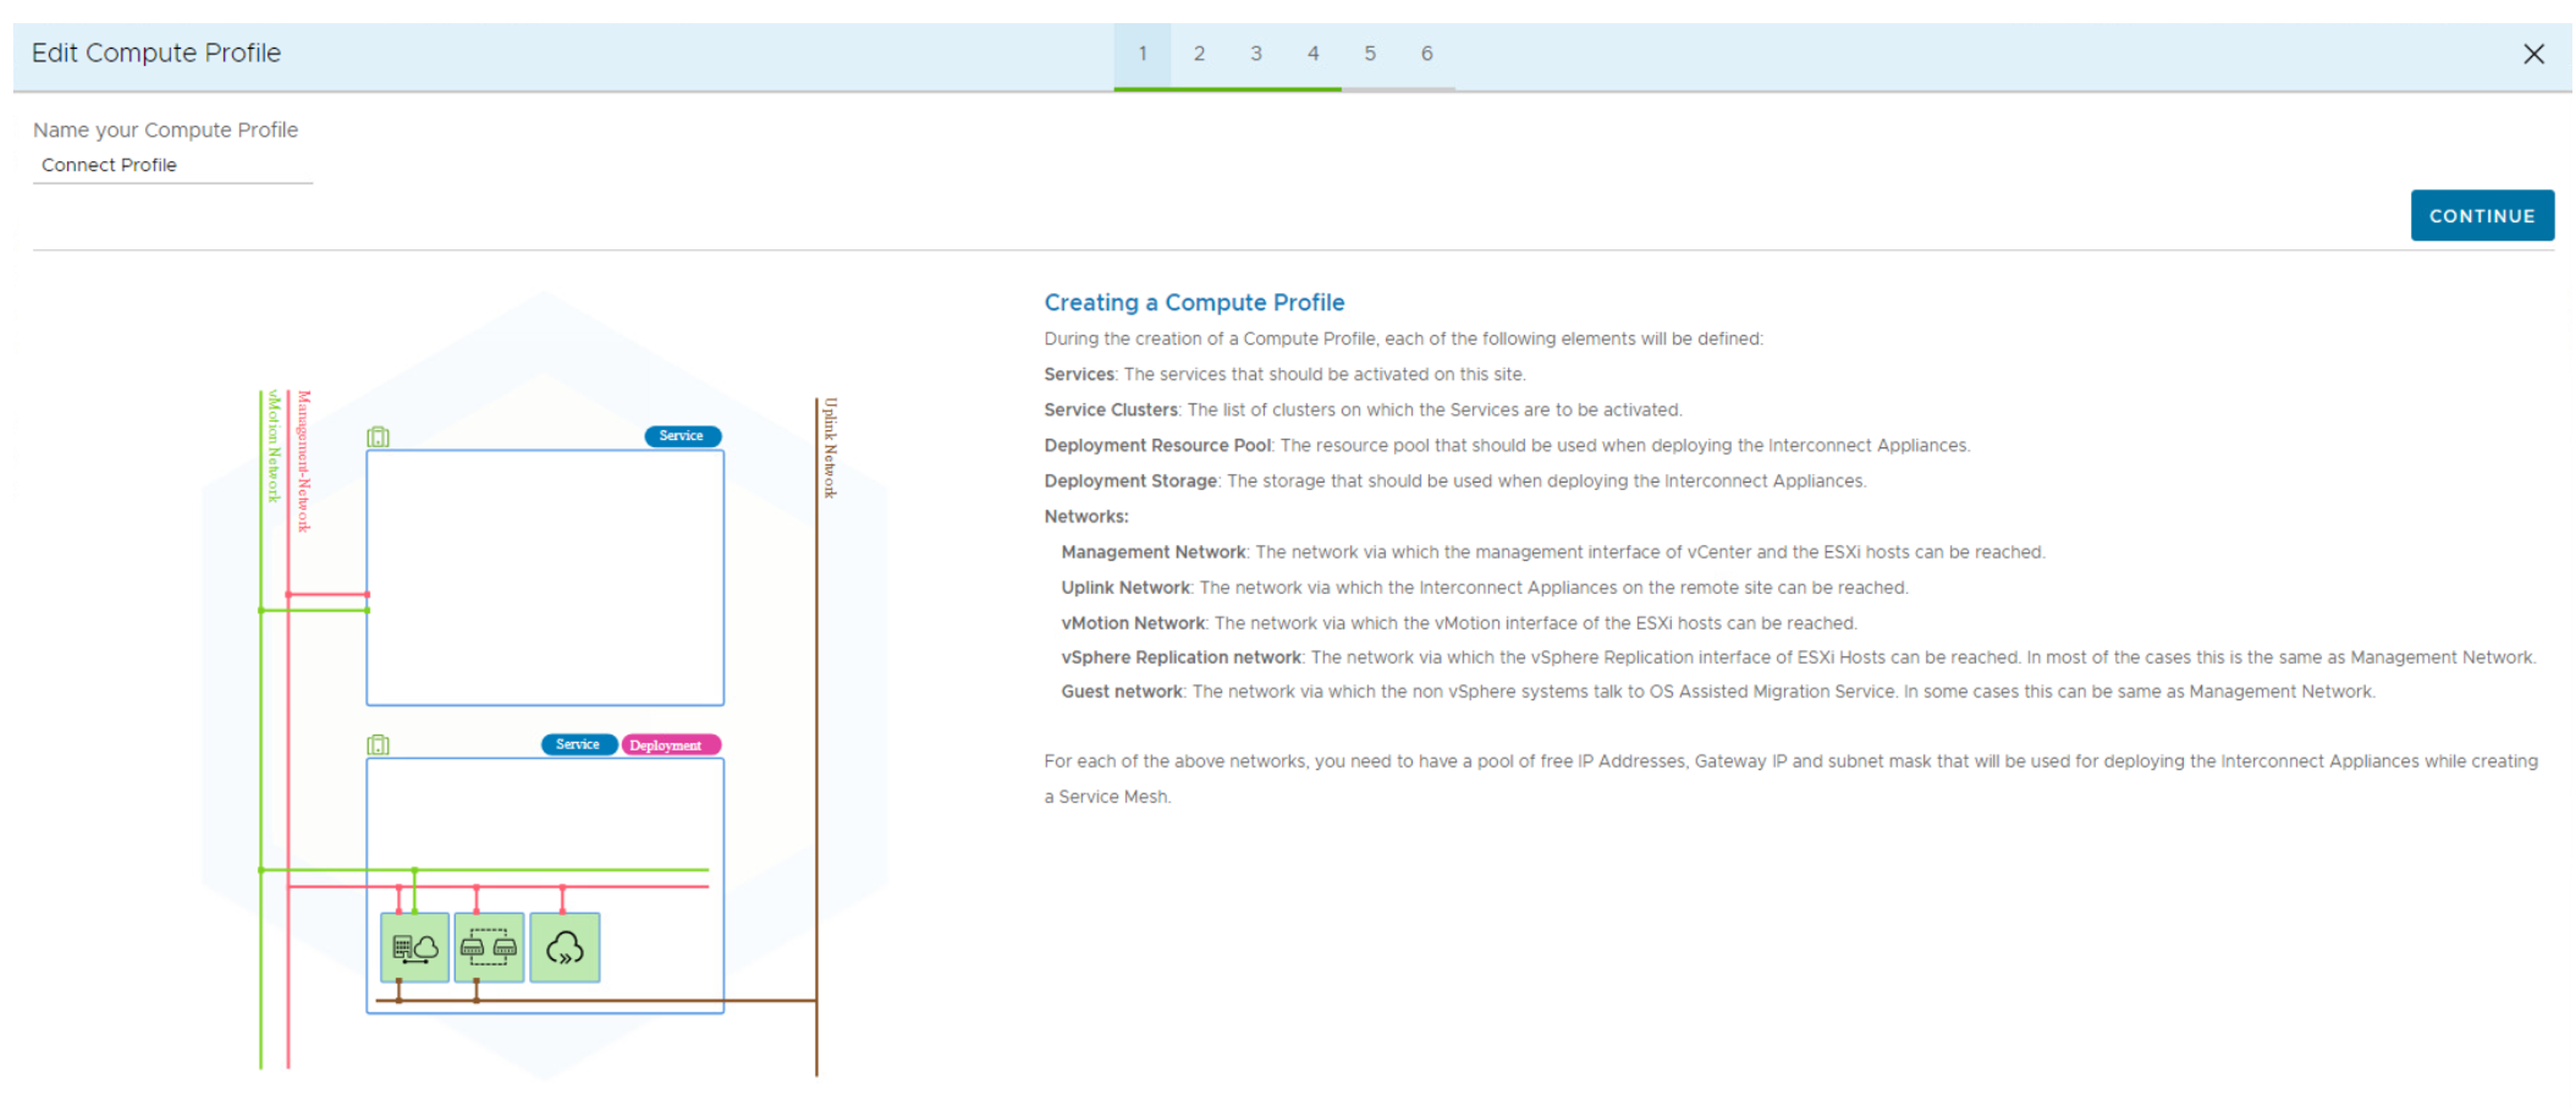 Edit Compute Profile
1 2 3 4 5 6
Name your Compute Profile
Connect Profile
CONTINUE
vMotion Network
Management-Network
Service
Uplink Network
Service Deployment
Creating a Compute Profile
During the creation of a Compute Profile, each of the following elements will be defined:
Services: The services that should be activated on this site.
Service Clusters: The list of clusters on which the Services are to be activated.
Deployment Resource Pool: The resource pool that should be used when deploying the Interconnect Appliances.
Deployment Storage: The storage that should be used when deploying the Interconnect Appliances.
Networks:
Management Network: The network via which the management interface of vCenter and the ESXi hosts can be reached.
Uplink Network: The network via which the Interconnect Appliances on the remote site can be reached.
vMotion Network: The network via which the vMotion interface of the ESXi hosts can be reached.
vSphere Replication network: The network via which the vSphere Replication interface of ESXi Hosts can be reached. In most of the cases this is the same as Management Network.
Guest network: The network via which the non vSphere systems talk to OS Assisted Migration Service. In some cases this can be same as Management Network.
For each of the above networks, you need to have a pool of free IP Addresses, Gateway IP and subnet mask that will be used for deploying the Interconnect Appliances while creating
a Service Mesh.